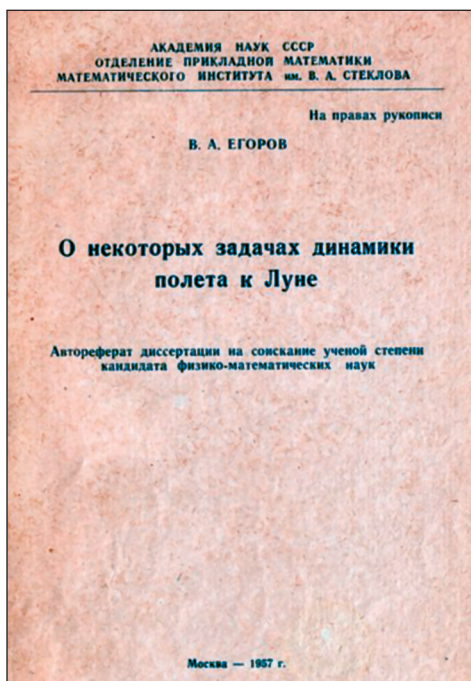 АКАДЕМИЯ НАУК СССР
ОТДЕЛЕНИЕ ПРИКЛАДНОЙ МАТЕМАТИКИ
МАТЕМАТИЧЕСКОГО ИНСТИТУТА им. В. А. СТЕКЛОВА
На правах рукописи
В. А. ЕГОРОВ
О некоторых задачах динамики
полета к Луне
Автореферат диссертации на соискание ученой степени
кандидата физико-математических наук
Москва — 1957 г.